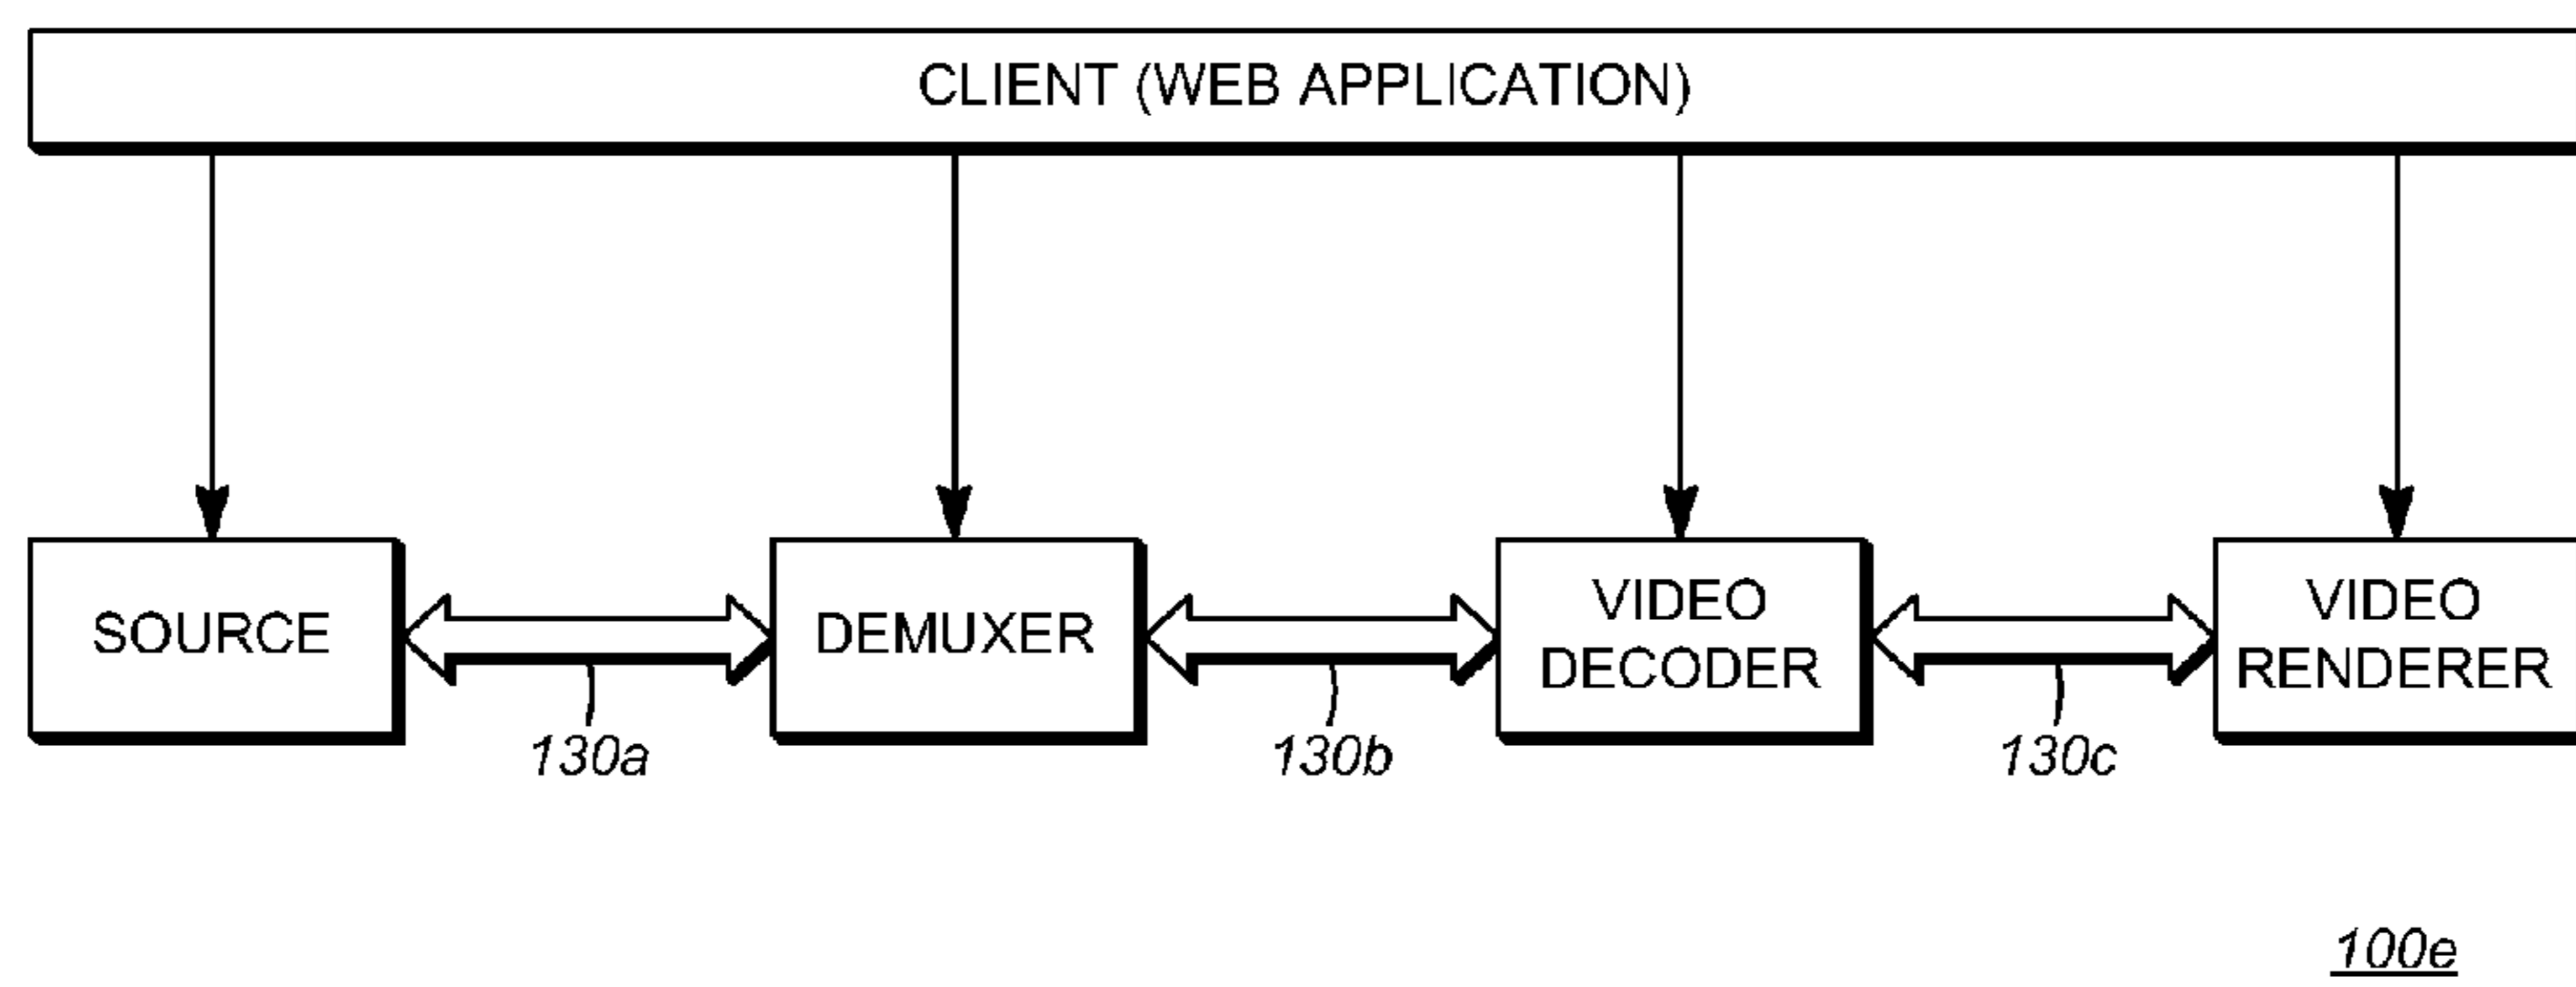 CLIENT (WEB APPLICATION)
SOURCE
DEMUXER
VIDEO
DECODER
VIDEO
RENDERER
130a
130b
130c
100e